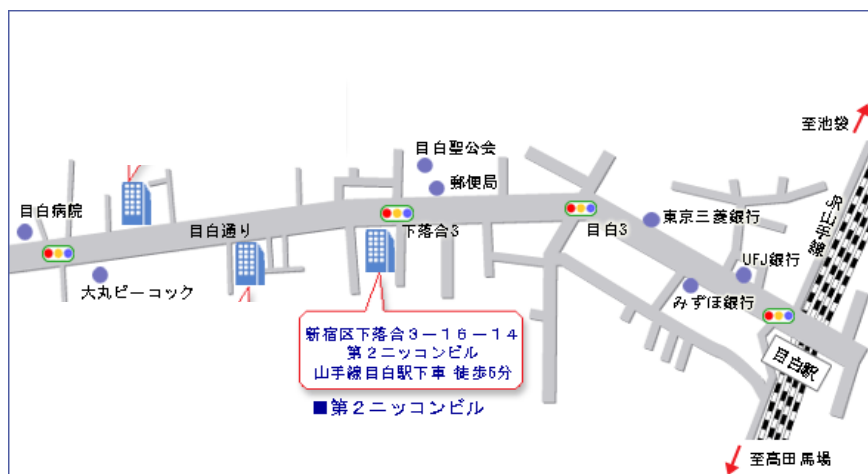 至池袋
目白聖公会
郵便局
目白病院
目白通り
下落合3
目白3
東京三菱銀行
JR山手線
UFJ銀行
大丸ピーコック
みずほ銀行
新宿区下落合3－16－14
第2ニッコンビル
山手線目白駅下車 徒歩5分
目白駅
■第2ニッコンビル
至高田馬場